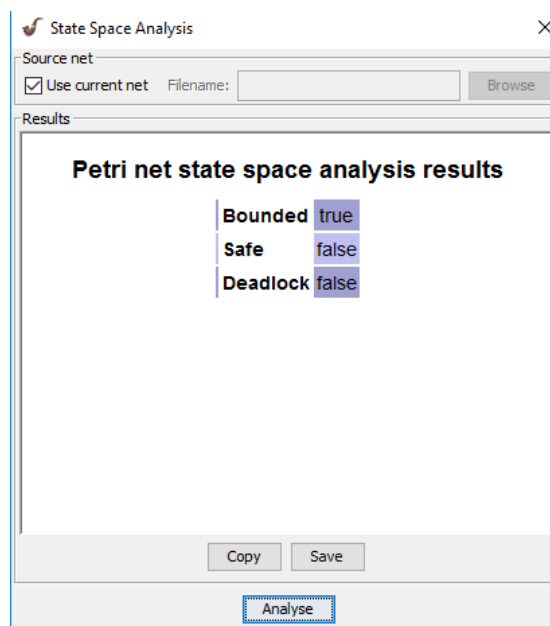 State Space Analysis
Source net
Use current net Filename: Browse
Results
Petri net state space analysis results
Bounded true
Safe false
Deadlock false
Copy Save
Analyse